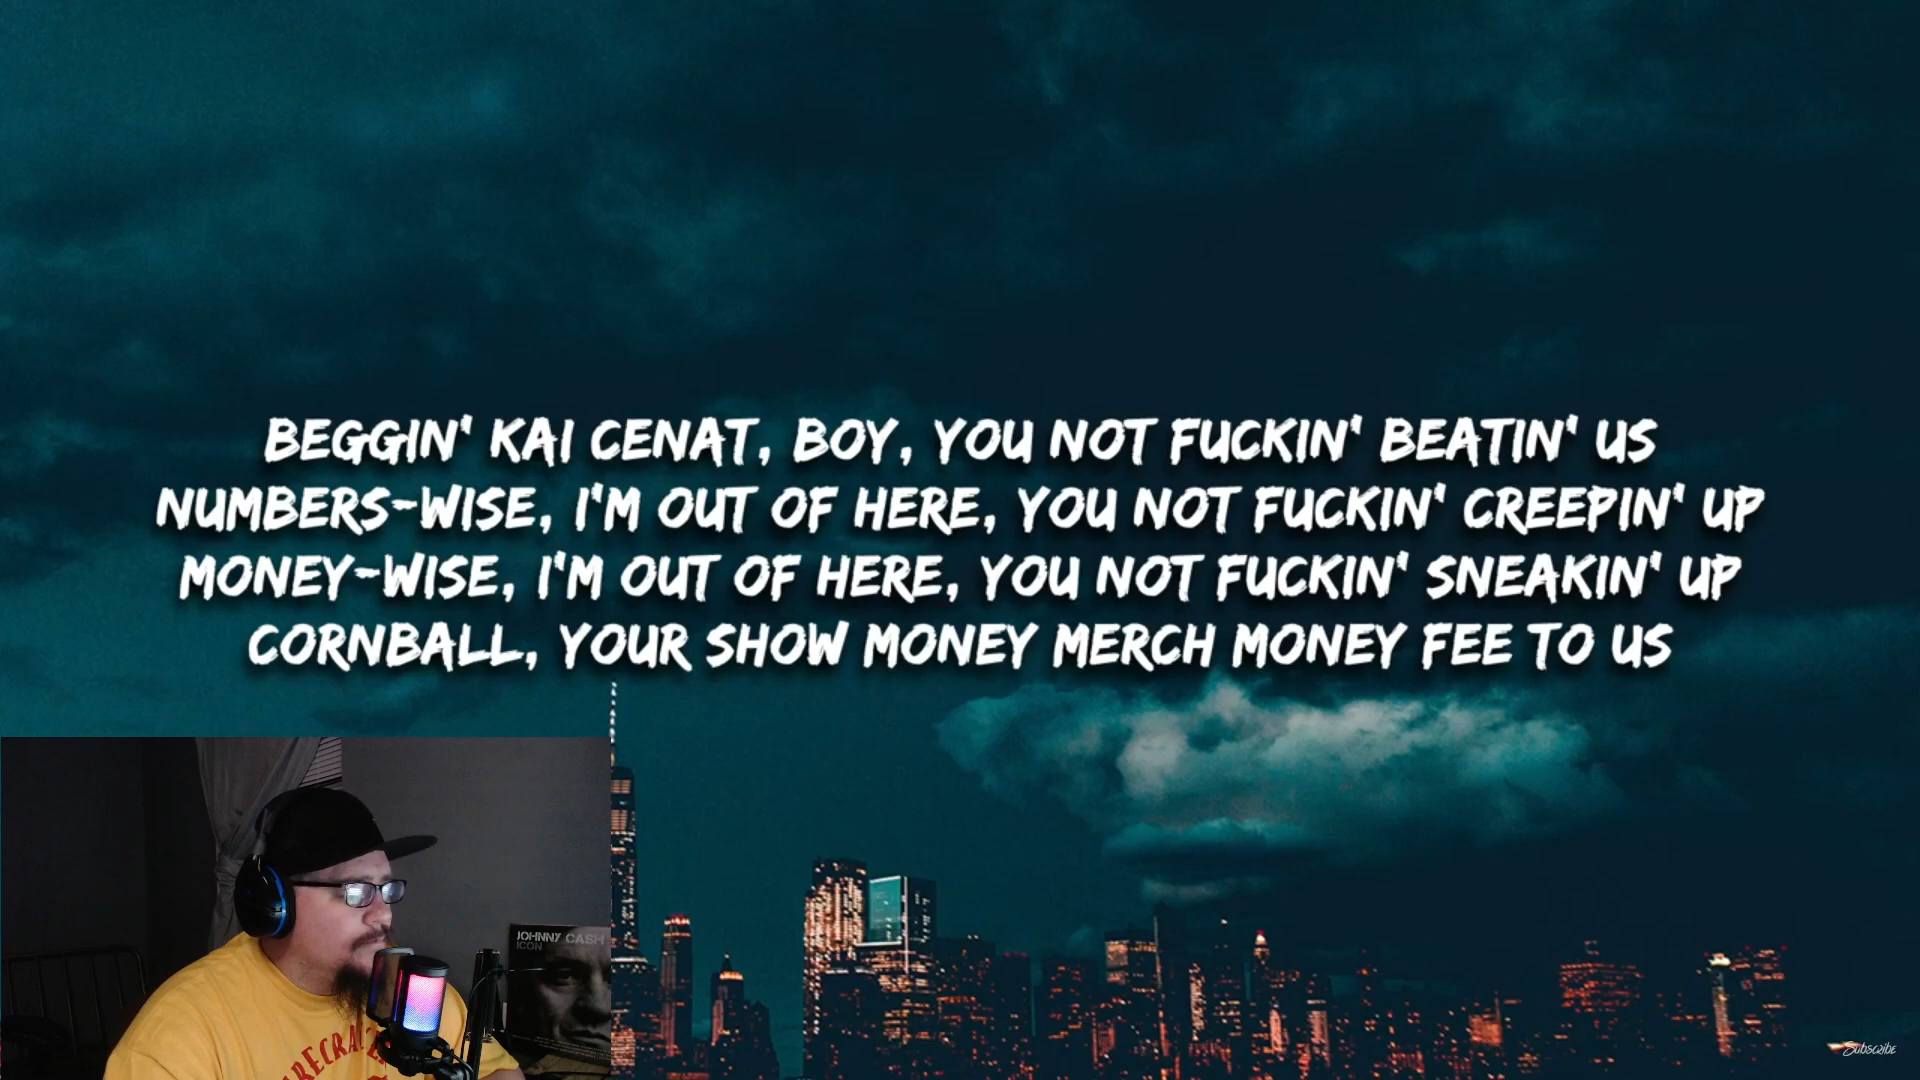 BEGGIN' KAI CENAT, BOY, YOU NOT FUCKIN' BEATIN' US
NUMBERS-WISE, I'M OUT OF HERE, YOU NOT FUCKIN' CREEPIN' UP
MONEY-WISE, I'M OUT OF HERE, YOU NOT FUCKIN' SNEAKIN' UP
CORNBALL, YOUR SHOW MONEY MERCH MONEY FEE TO US
JOHNNY CASH
ICON
Subscribe